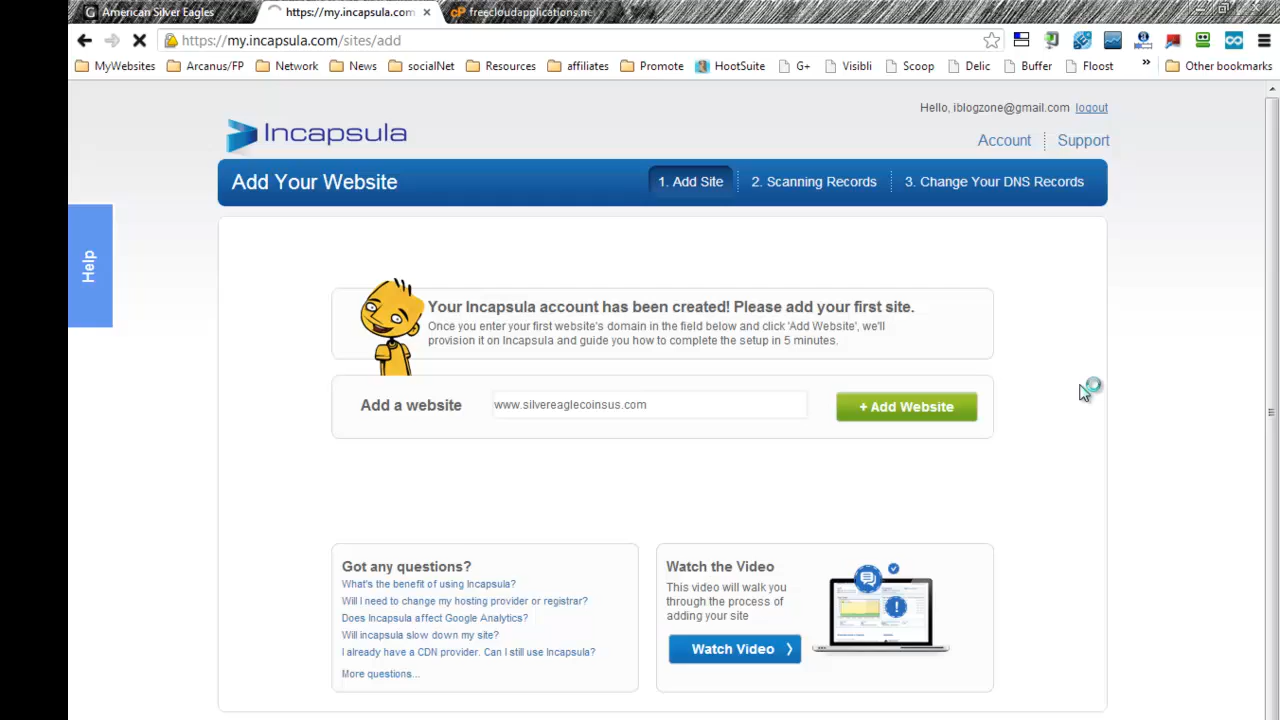 American Silver Eagles
https://my.incapsula.com
freecloudapplications.net
https://my.incapsula.com/sites/add
MyWebsites Arcanus/FP Network News socialNet Resources affiliates Promote HootSuite G+ Visibli Scoop Delic Buffer Floost » Other bookmarks
Hello, iblogzone@gmail.com logout
Incapsula
Account Support
Add Your Website
1. Add Site 2. Scanning Records 3. Change Your DNS Records
Help
Your Incapsula account has been created! Please add your first site.
Once you enter your first website's domain in the field below and click 'Add Website', we'll
provision it on Incapsula and guide you how to complete the setup in 5 minutes.
Add a website www.silvereaglecoinsus.com + Add Website
Got any questions?
What's the benefit of using Incapsula?
Will I need to change my hosting provider or registrar?
Does Incapsula affect Google Analytics?
Will incapsula slow down my site?
I already have a CDN provider. Can I still use Incapsula?
More questions...
Watch the Video
This video will walk you
through the process of
adding your site
Watch Video